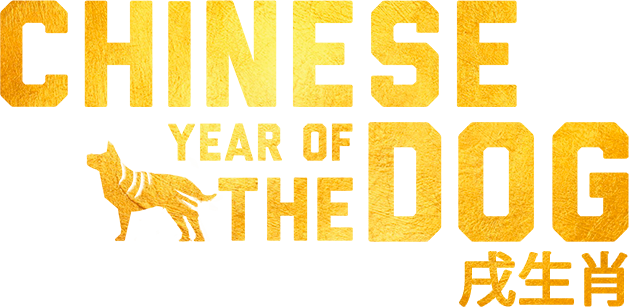 CHINESE
YEAR OF
THE DOG
戌生肖